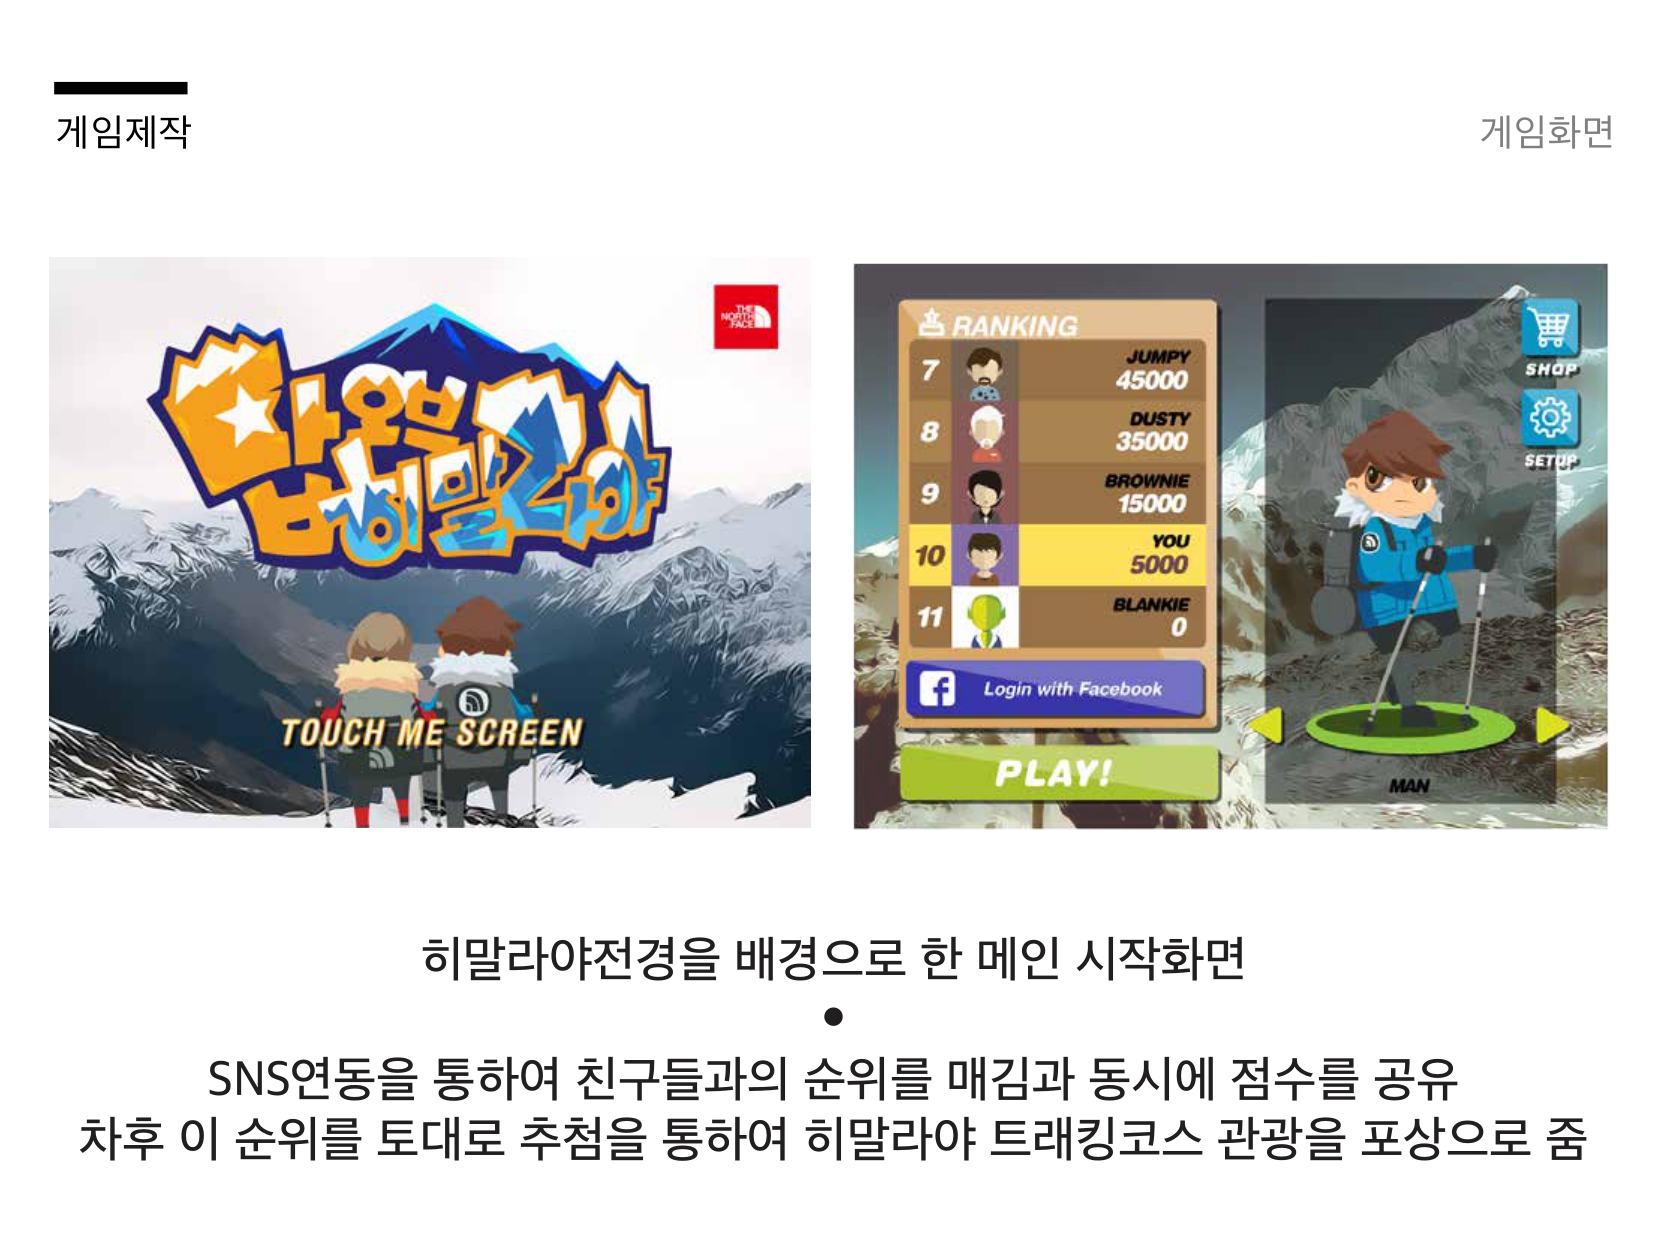 게임제작
게임화면
THE
NORTH
FACE
히말라야
TOUCH ME SCREEN
RANKING
7
JUMPY
45000
8
DUSTY
35000
9
BROWNIE
15000
10
YOU
5000
11
BLANKIE
0
Login with Facebook
PLAY!
SHOP
SETUP
MAN
히말라야전경을 배경으로 한 메인 시작화면
●
SNS연동을 통하여 친구들과의 순위를 매김과 동시에 점수를 공유
차후 이 순위를 토대로 추첨을 통하여 히말라야 트래킹코스 관광을 포상으로 줌